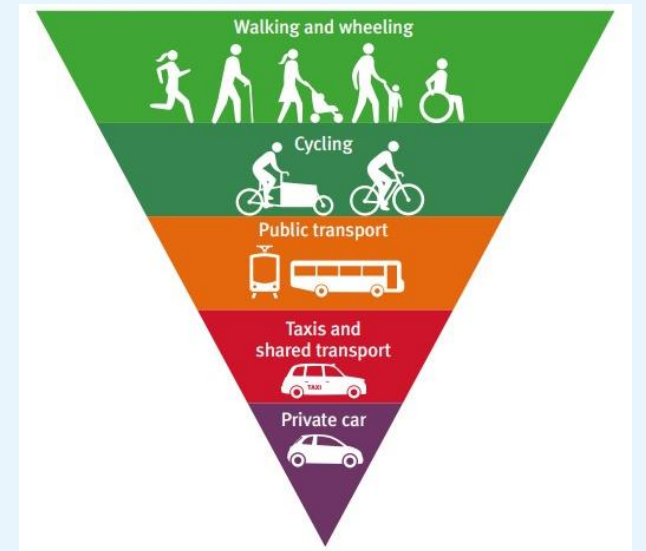 Walking and wheeling
Cycling
Public transport
Taxis and
shared transport
TAXI
Private car